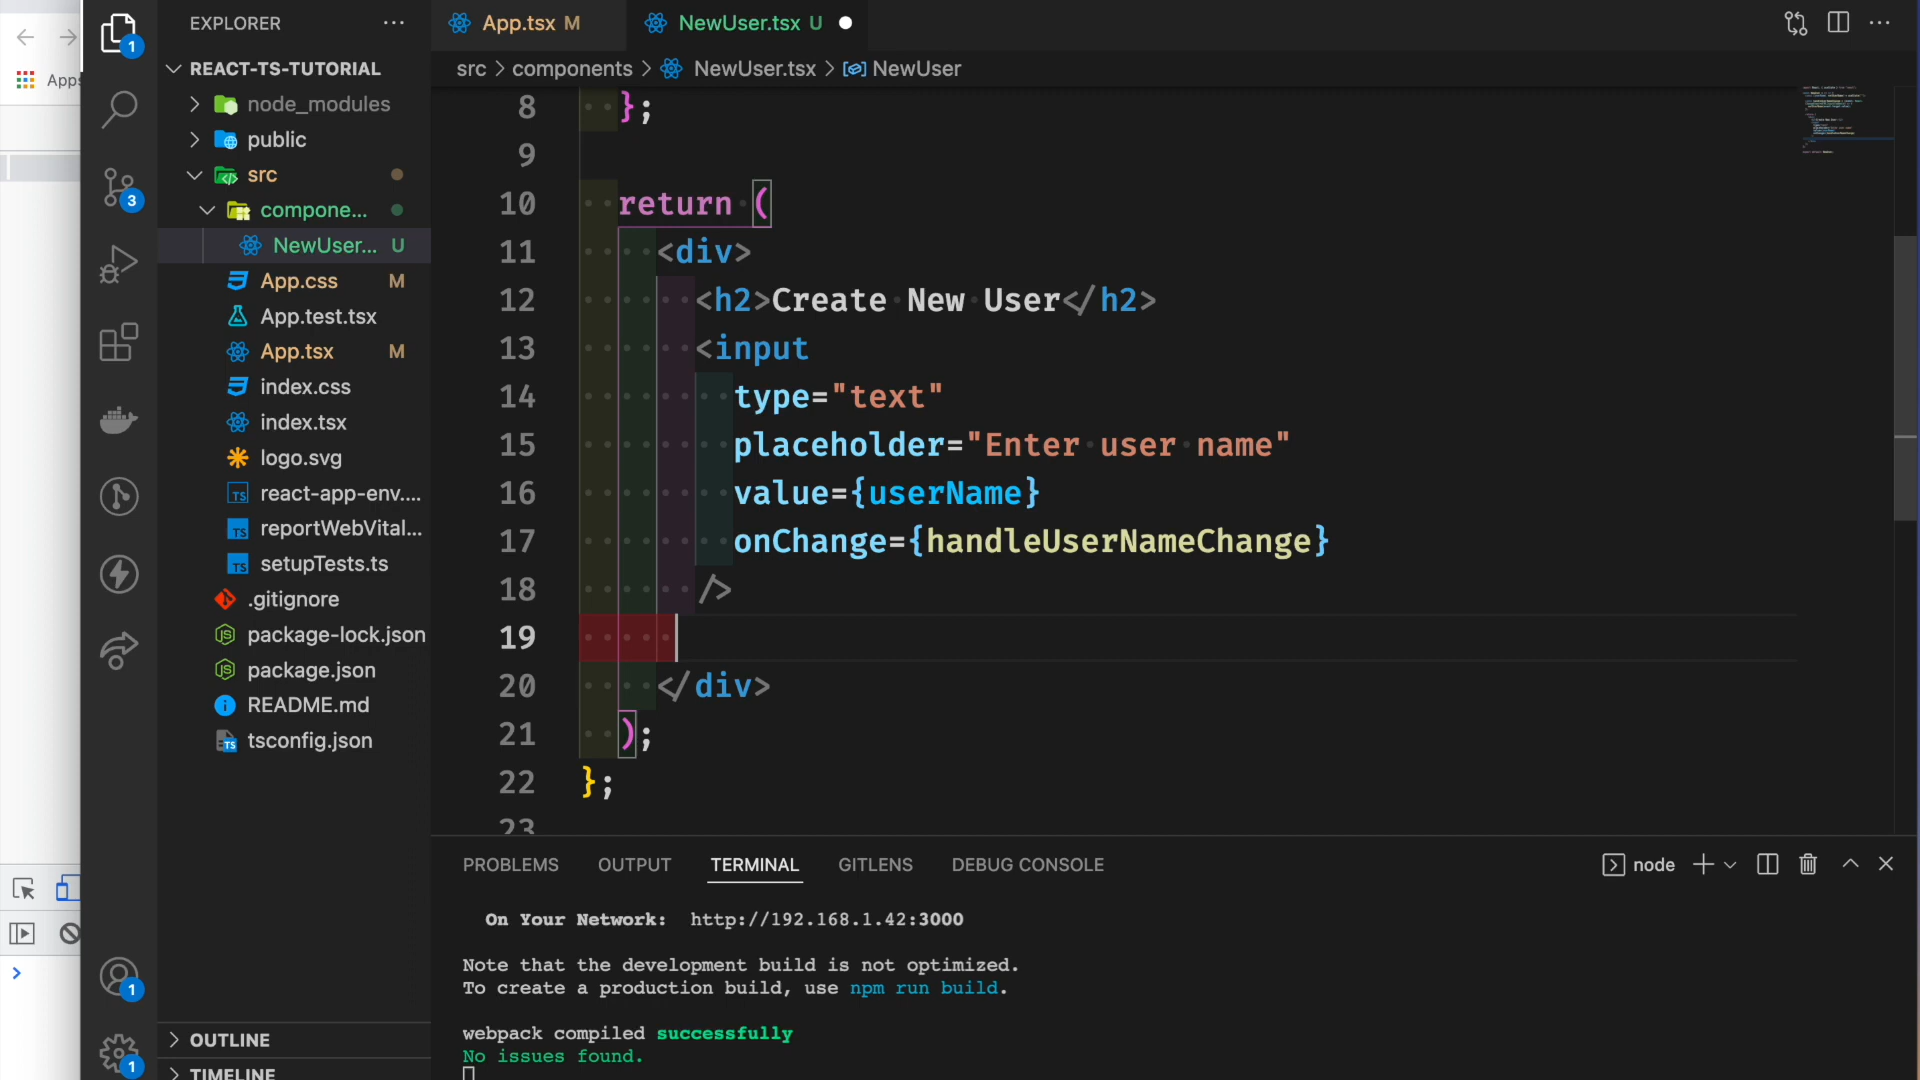 Apps
1
3
1
1
EXPLORER
REACT-TS-TUTORIAL
node_modules
public
src
compone...
NewUser... U
App.css M
App.test.tsx
App.tsx M
index.css
index.tsx
logo.svg
react-app-env....
reportWebVital...
setupTests.ts
.gitignore
package-lock.json
package.json
README.md
tsconfig.json
OUTLINE
TIMELINE
App.tsx M
NewUser.tsx U
src > components > NewUser.tsx > NewUser
8 };
9
10 return (
11 <div>
12 <h2>Create New User</h2>
13 <input
14 type="text"
15 placeholder="Enter user name"
16 value={userName}
17 onChange={handleUserNameChange}
18 />
19
20 </div>
21 );
22 };
23
PROBLEMS OUTPUT TERMINAL GITLENS DEBUG CONSOLE
node
On Your Network: http://192.168.1.42:3000
Note that the development build is not optimized.
To create a production build, use npm run build.
webpack compiled successfully
No issues found.